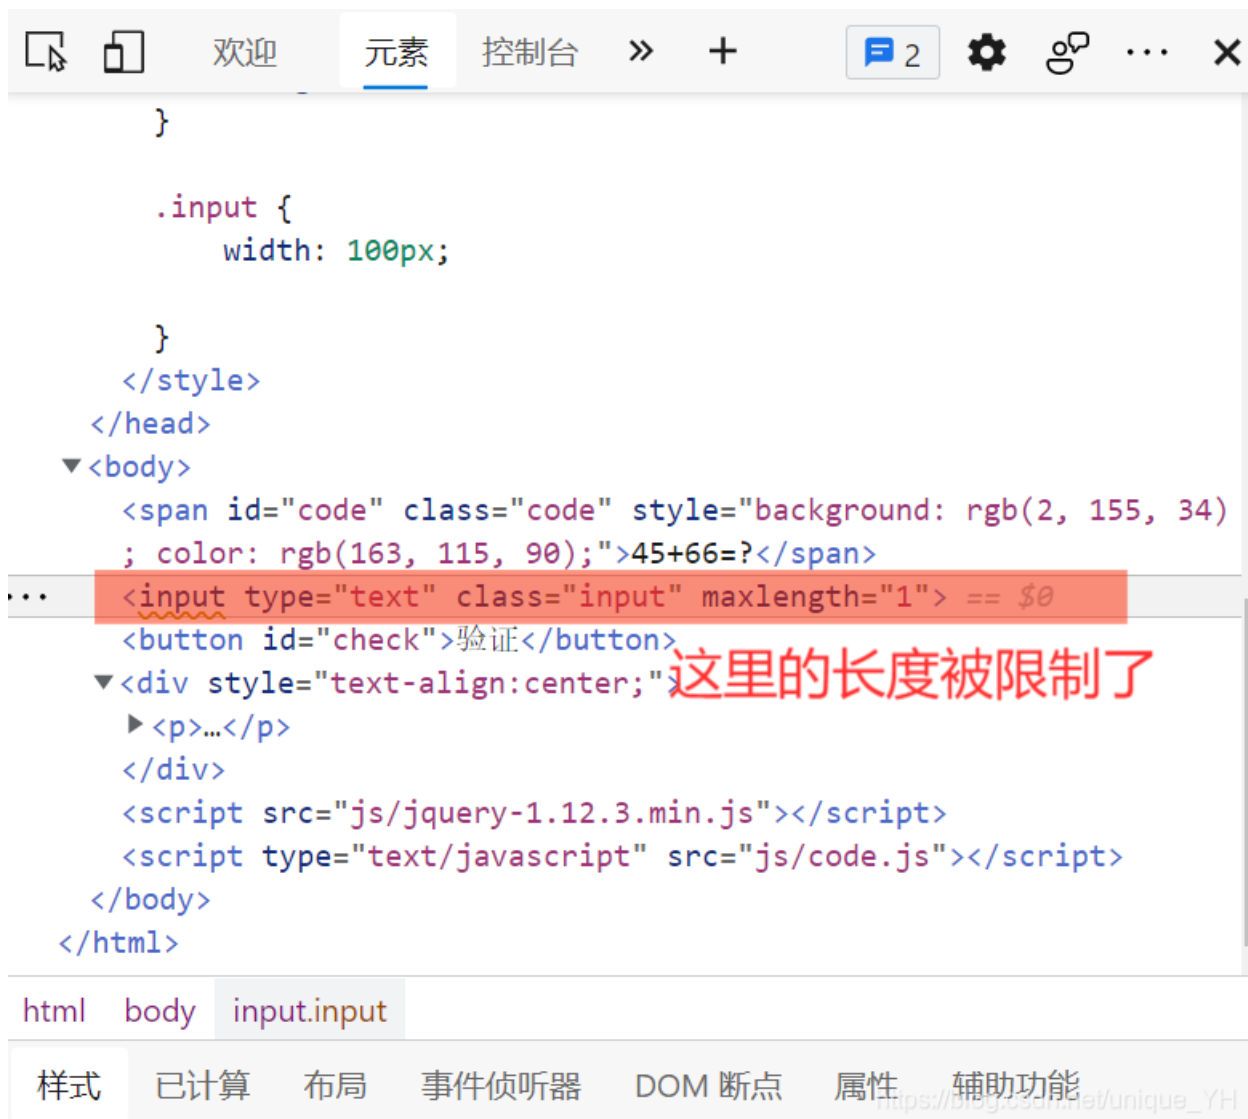 欢迎 元素 控制台 » + 2
}
.input {
width: 100px;
}
</style>
</head>
<body>
<span id="code" class="code" style="background: rgb(2, 155, 34)
; color: rgb(163, 115, 90);">45+66=?</span>
<input type="text" class="input" maxlength="1"> == $0
<button id="check">验证</button>
这里的长度被限制了
<div style="text-align:center;">
<p>…</p>
</div>
<script src="js/jquery-1.12.3.min.js"></script>
<script type="text/javascript" src="js/code.js"></script>
</body>
</html>
html body input.input
样式 已计算 布局 事件侦听器 DOM 断点 属性 辅助功能
https://blog.csdn.net/unique_YH